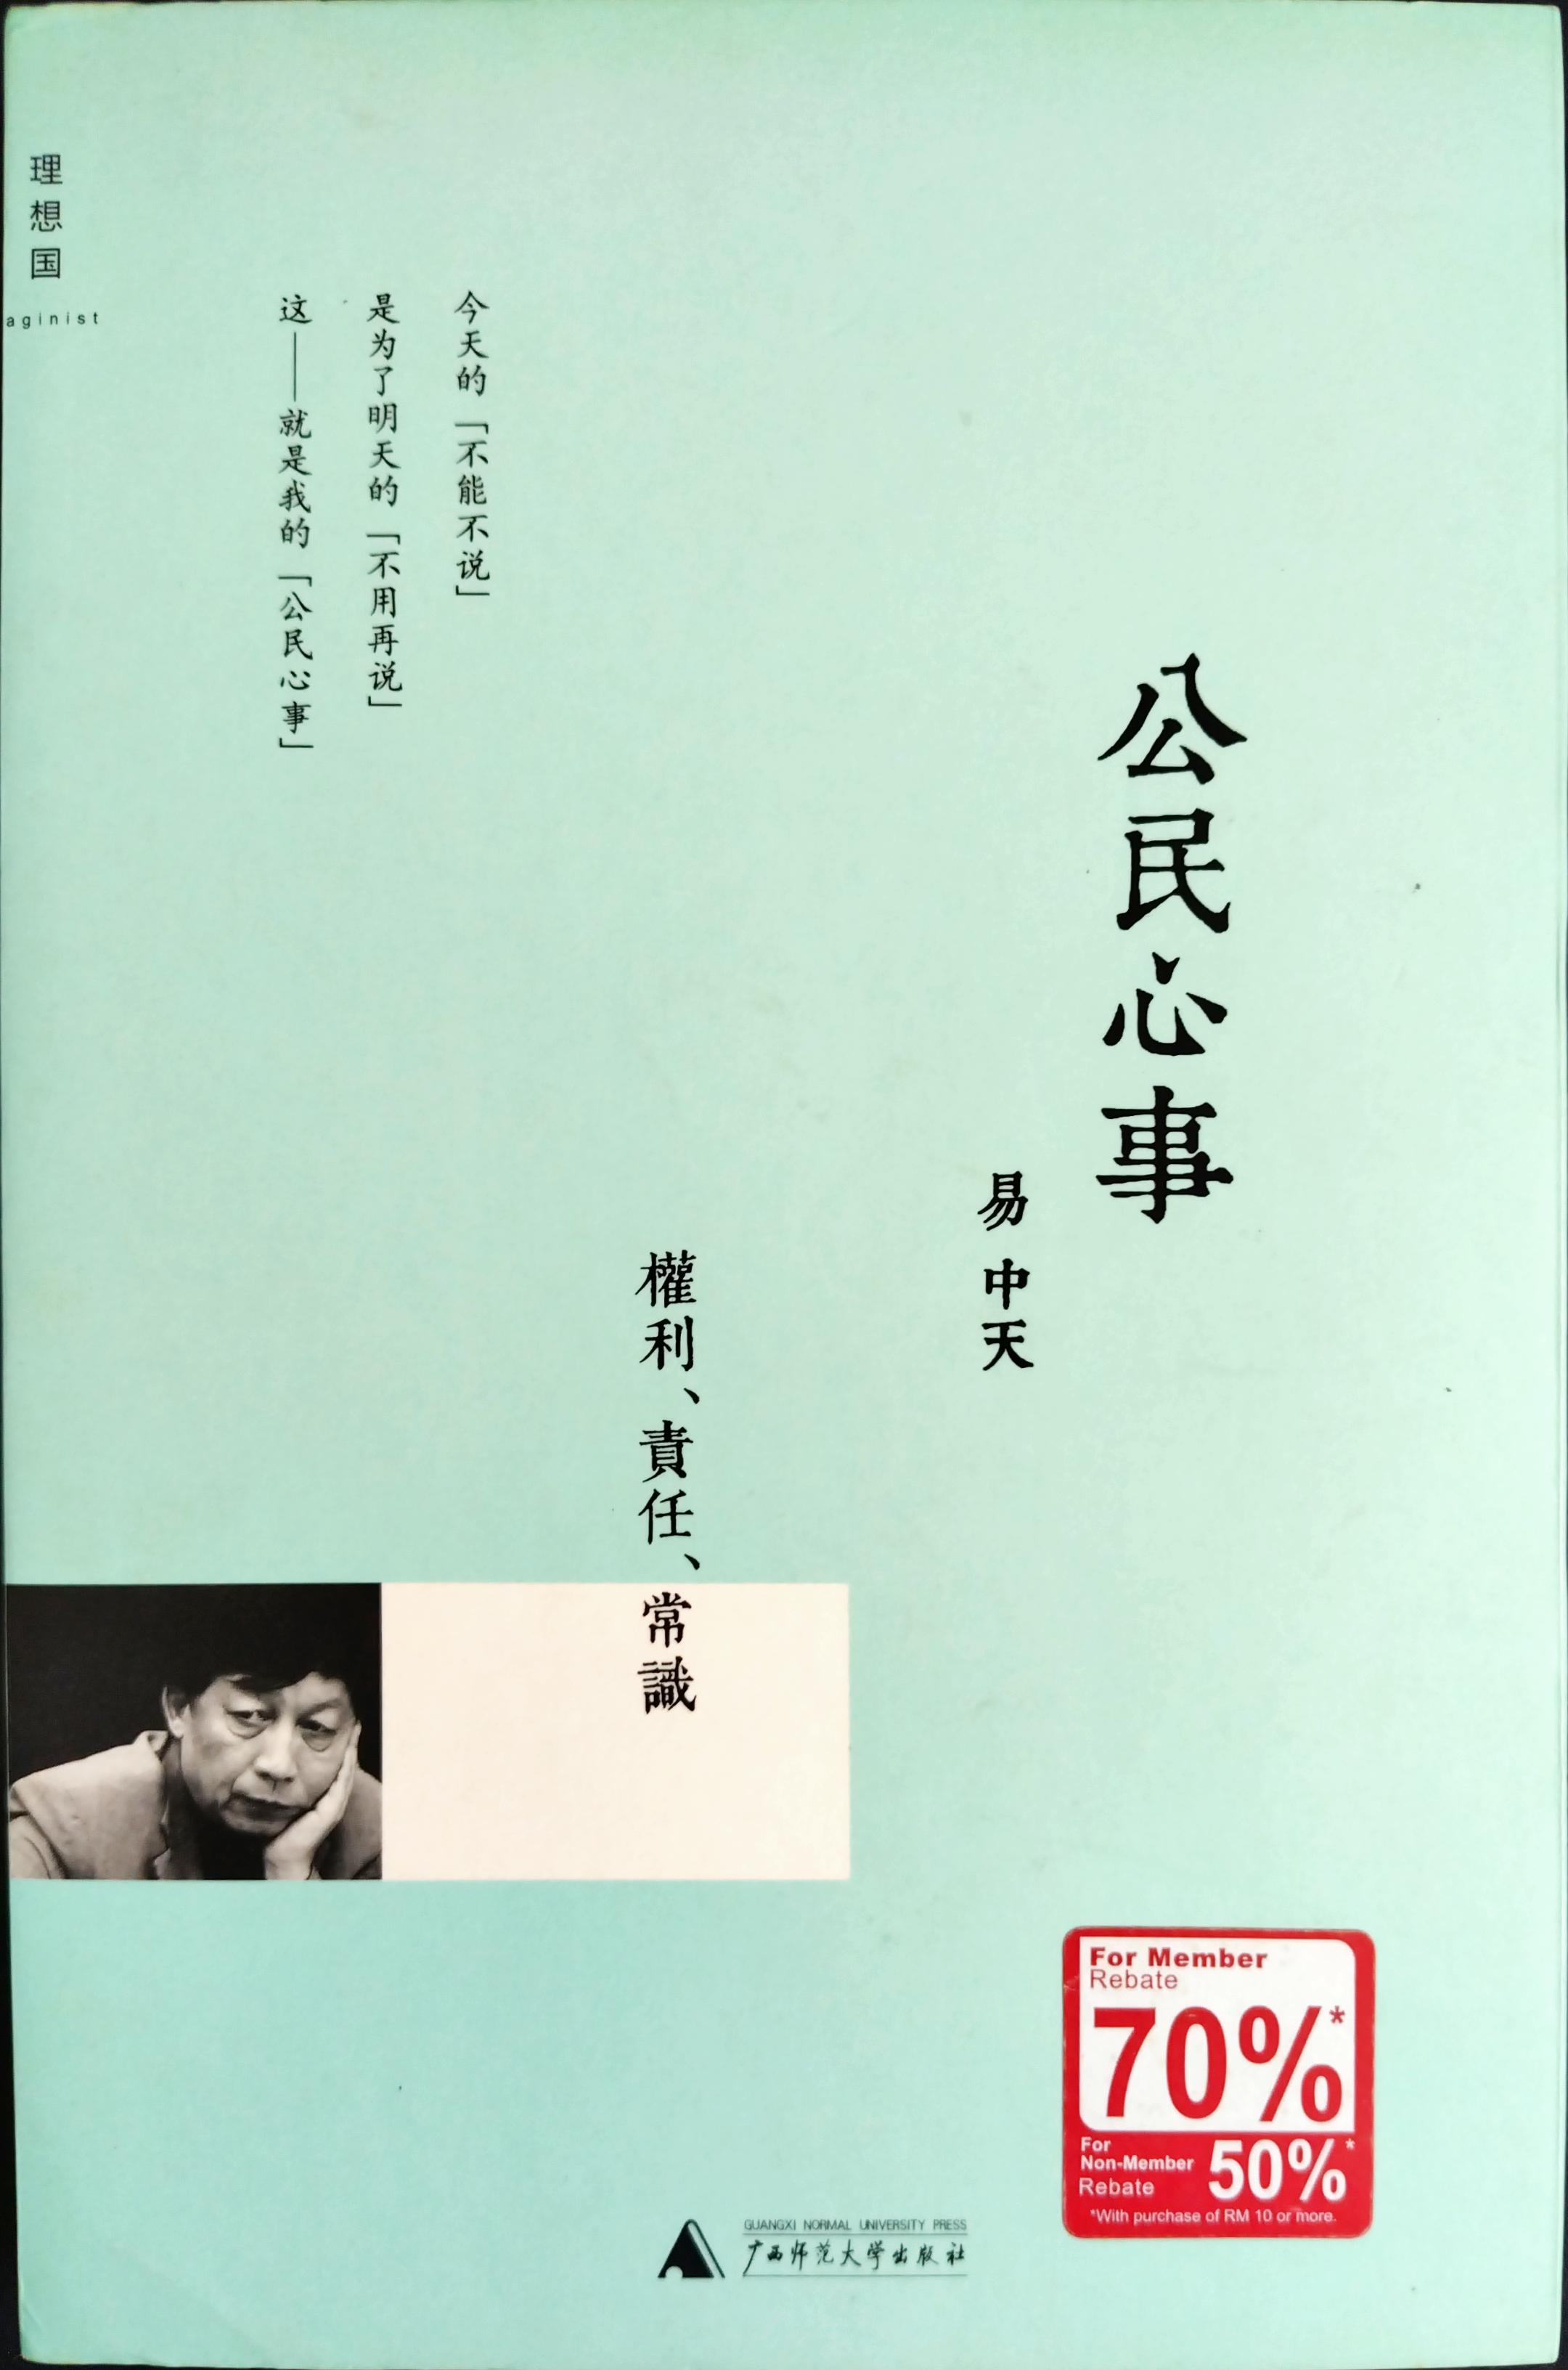 理想国
aginist
公民心事
易中天
權利、責任、常識
今天的「不能不说」
是为了明天的「不用再说」
这——就是我的「公民心事」
For Member
Rebate
70%*
For
Non-Member
Rebate
50%*
*With purchase of RM 10 or more.
GUANGXI NORMAL UNIVERSITY PRESS
广西师范大学出版社